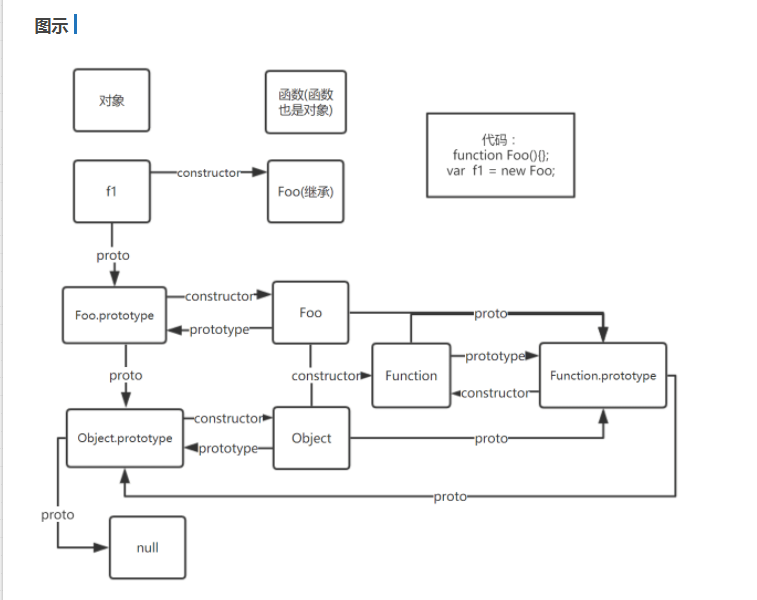 图示
对象
函数(函数
也是对象)
代码：
function Foo(){};
var f1 = new Foo;
f1
constructor
Foo(继承)
proto
Foo.prototype
constructor
prototype
Foo
proto
proto
constructor
Function
prototype
constructor
Function.prototype
Object.prototype
constructor
prototype
Object
proto
proto
proto
null